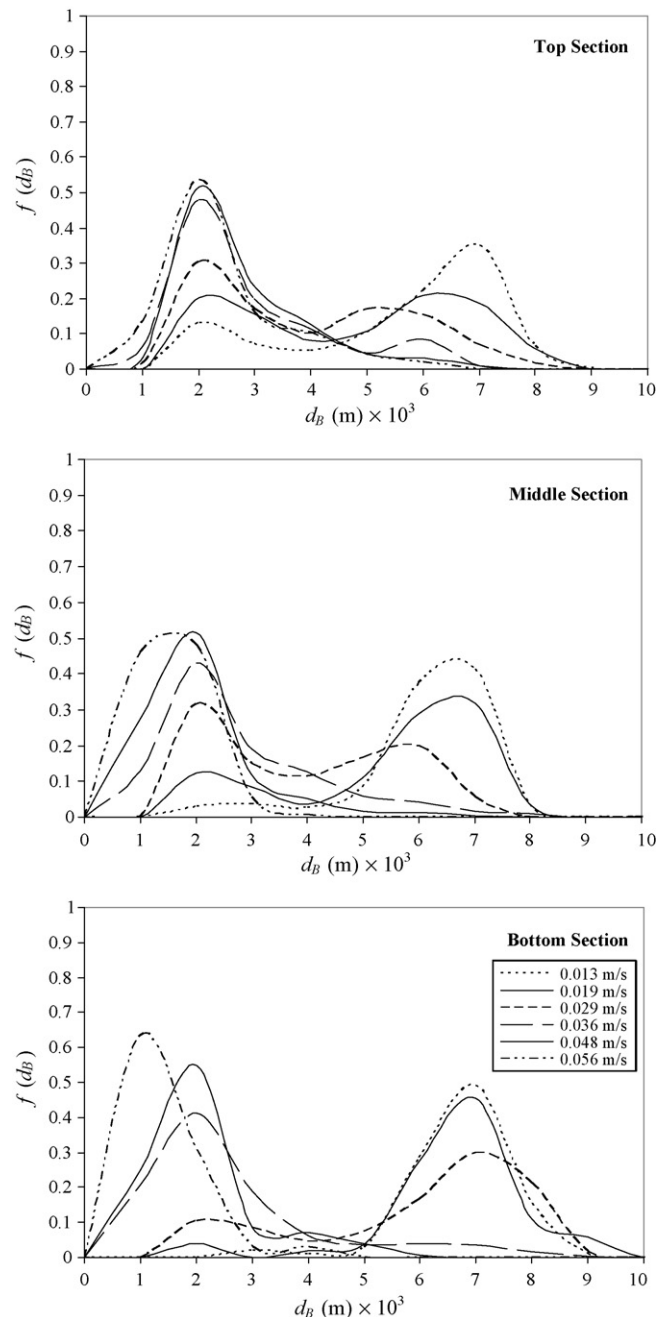 1
0.9
0.8
0.7
0.6
0.5
0.4
0.3
0.2
0.1
0
f (dB)
Top Section
0 1 2 3 4 5 6 7 8 9 10
dB (m) × 10³
1
0.9
0.8
0.7
0.6
0.5
0.4
0.3
0.2
0.1
0
f (dB)
Middle Section
0 1 2 3 4 5 6 7 8 9 10
dB (m) × 10³
1
0.9
0.8
0.7
0.6
0.5
0.4
0.3
0.2
0.1
0
f (dB)
Bottom Section
0.013 m/s
0.019 m/s
0.029 m/s
0.036 m/s
0.048 m/s
0.056 m/s
0 1 2 3 4 5 6 7 8 9 10
dB (m) × 10³